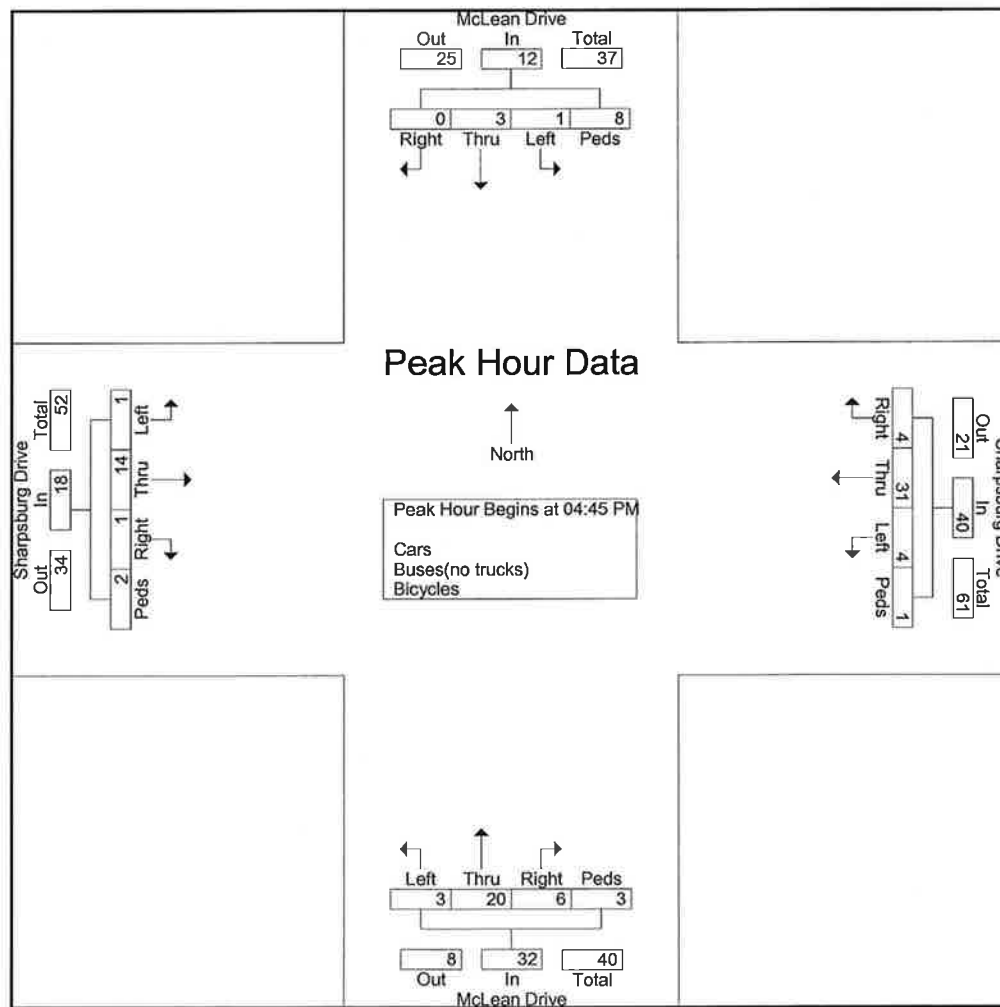 McLean Drive
Out In Total
25 12 37
0 3 1 8
Right Thru Left Peds
Peak Hour Data
North
Peak Hour Begins at 04:45 PM
Cars
Buses(no trucks)
Bicycles
Sharpsburg Drive
Out In Total
34 18 52
2 1 14 1
Peds Right Thru Left
Sharpsburg Drive
Out In Total
21 40 61
4 31 4 1
Right Thru Left Peds
Left Thru Right Peds
3 20 6 3
8 32 40
Out In Total
McLean Drive